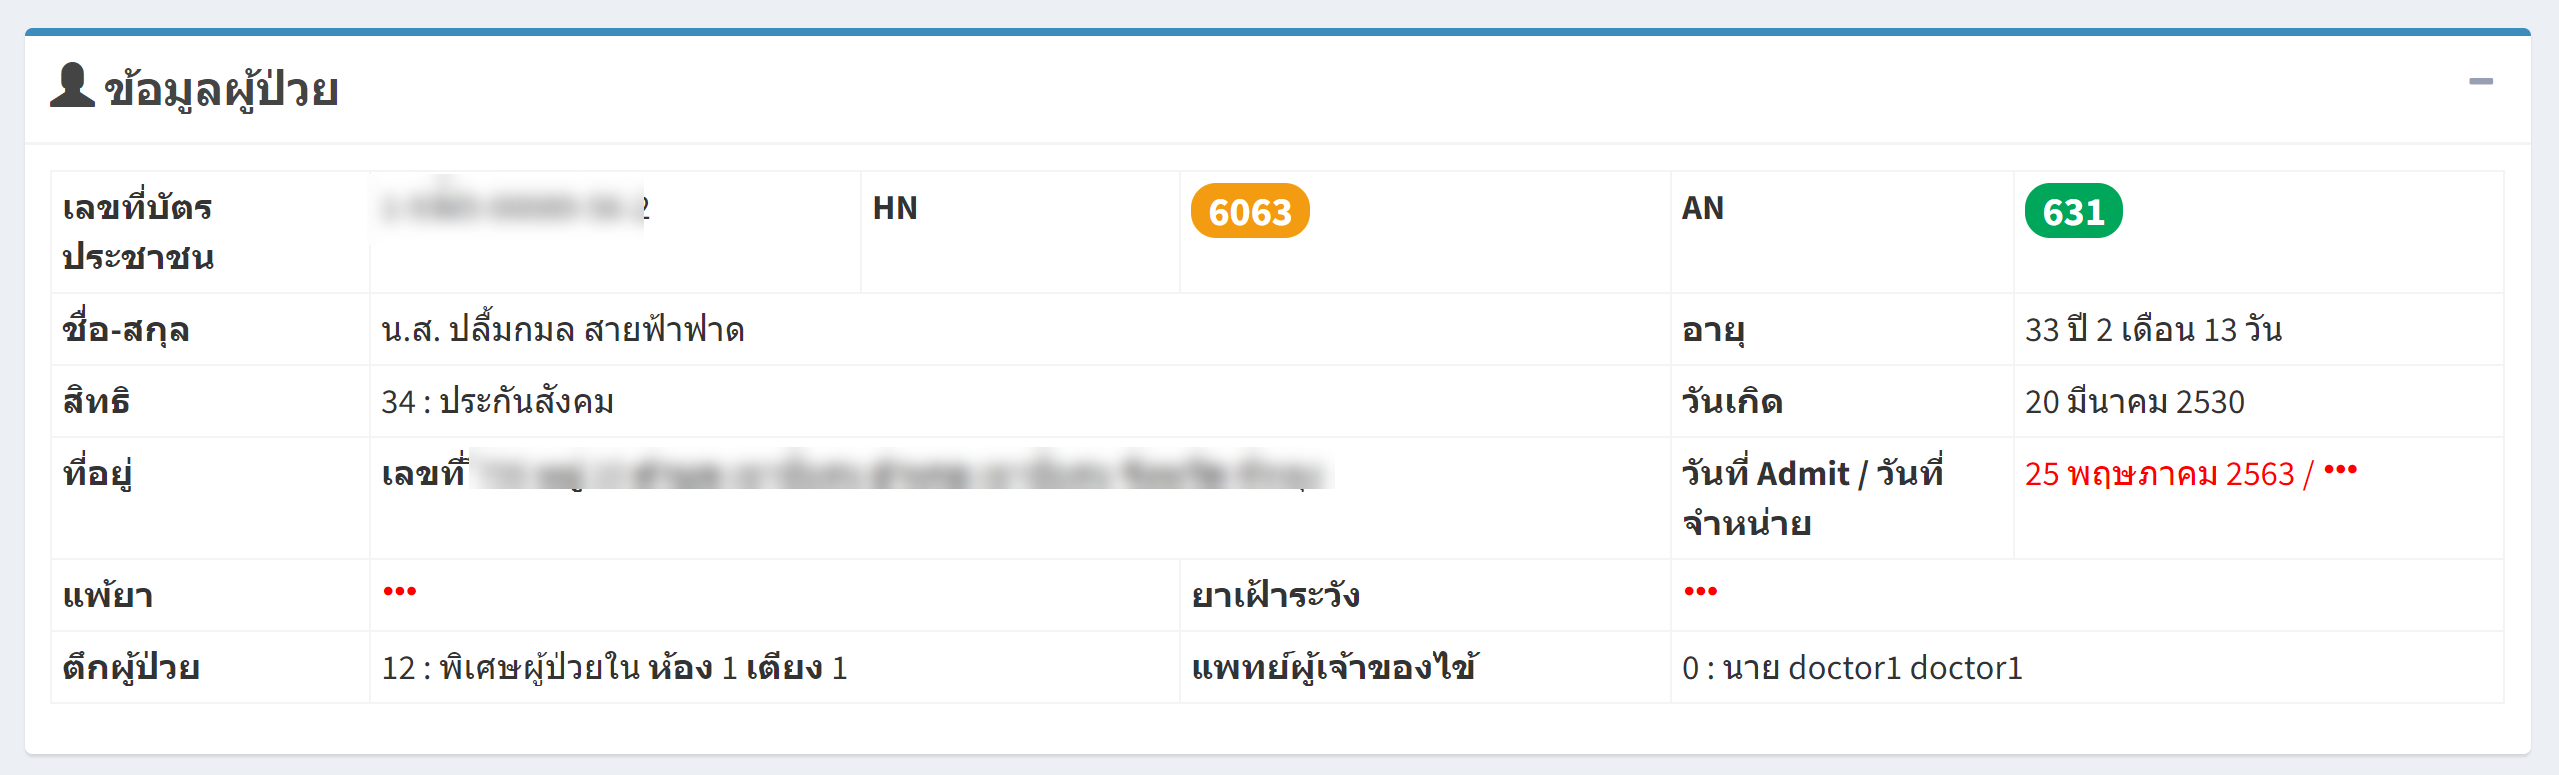 ข้อมูลผู้ป่วย
เลขที่บัตรประชาชน 2 HN 6063 AN 631
ชื่อ-สกุล น.ส. ปลื้มกมล สายฟ้าฟาด อายุ 33 ปี 2 เดือน 13 วัน
สิทธิ 34 : ประกันสังคม วันเกิด 20 มีนาคม 2530
ที่อยู่ เลขที่ วันที่ Admit / วันที่จำหน่าย 25 พฤษภาคม 2563 / •••
แพ้ยา ••• ยาเฝ้าระวัง •••
ตึกผู้ป่วย 12 : พิเศษผู้ป่วยใน ห้อง 1 เตียง 1 แพทย์ผู้เจ้าของไข้ 0 : นาย doctor1 doctor1